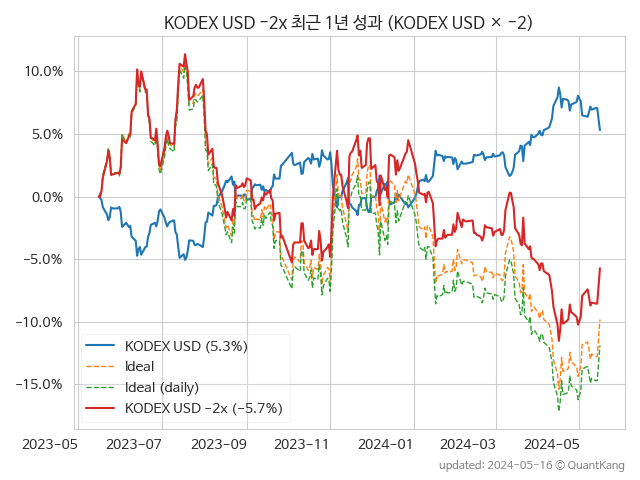 KODEX USD −2x 최근 1년 성과 (KODEX USD × −2)
10.0%
5.0%
0.0%
−5.0%
−10.0%
−15.0%
KODEX USD (5.3%)
Ideal
Ideal (daily)
KODEX USD −2x (−5.7%)
2023−05 2023−07 2023−09 2023−11 2024−01 2024−03 2024−05
updated: 2024-05-16 ⓒ QuantKang